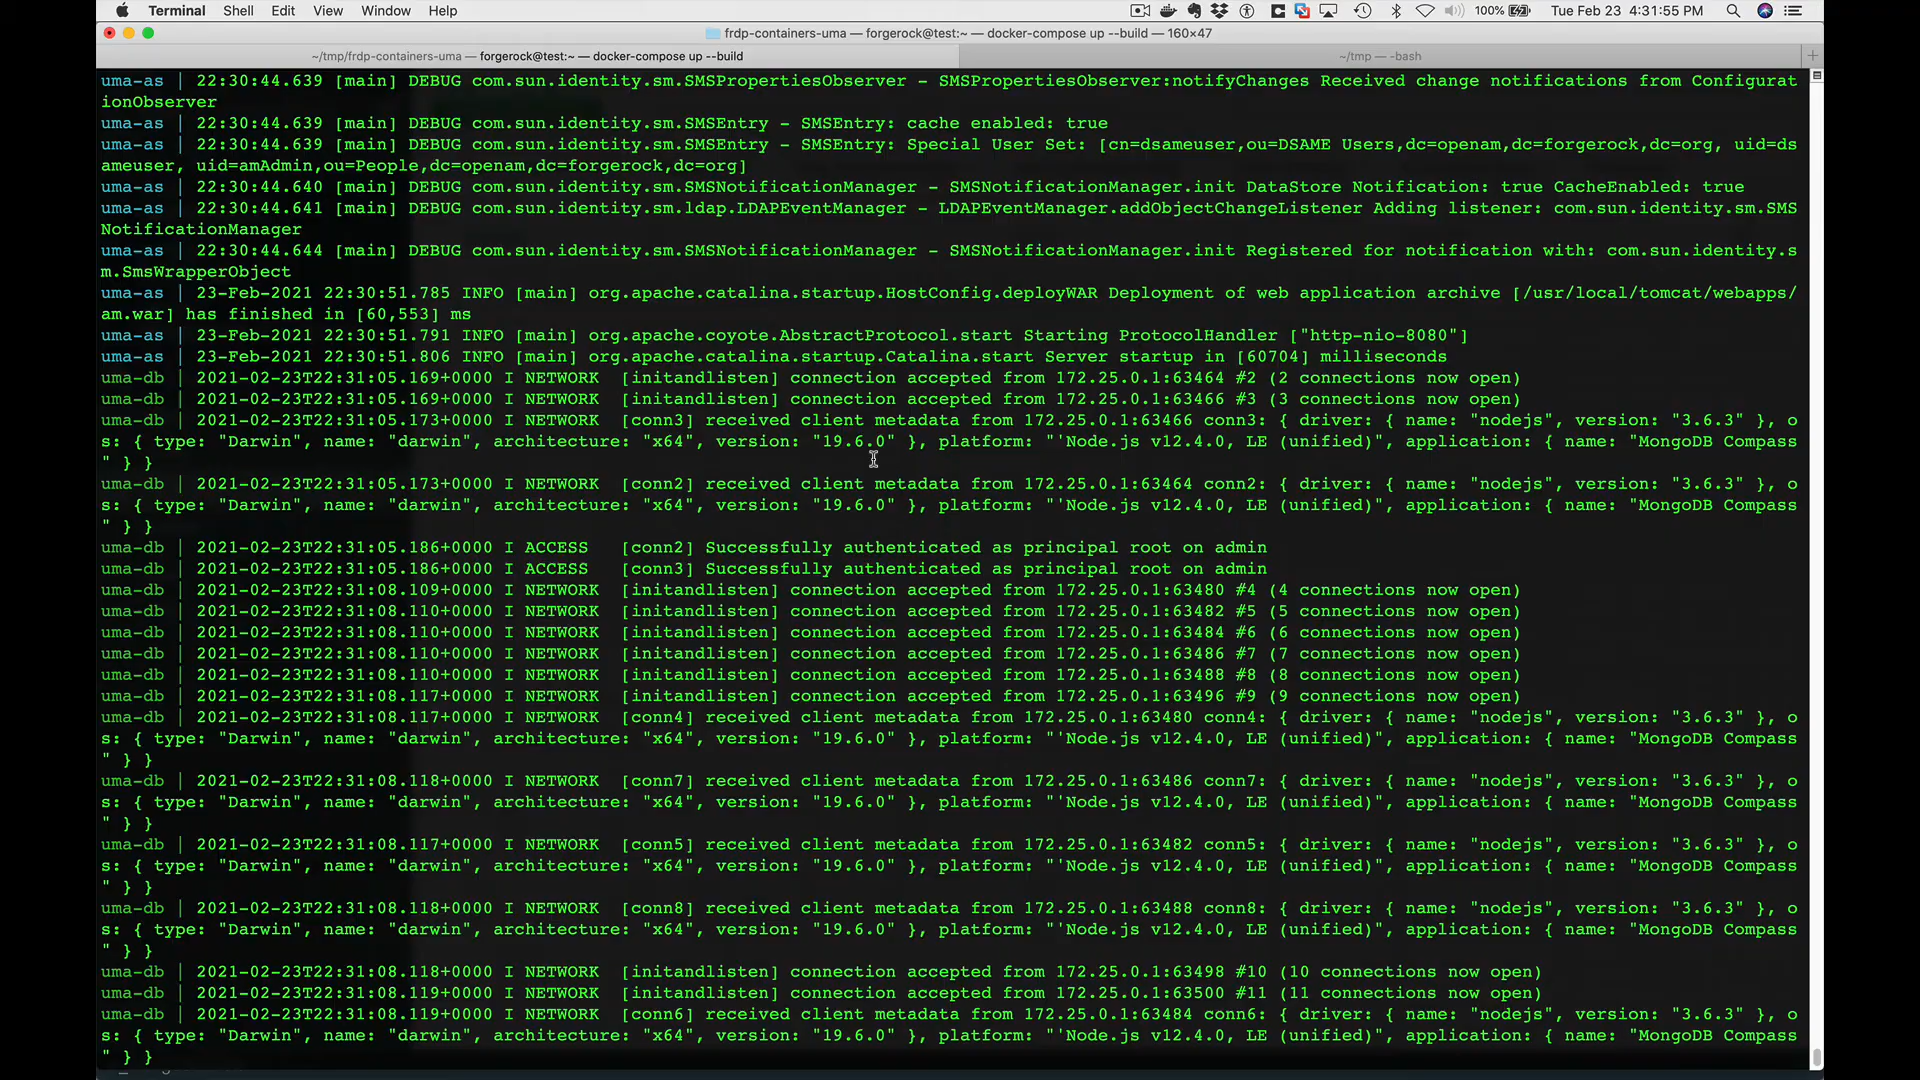 Terminal Shell Edit View Window Help 100% Tue Feb 23 4:31:55 PM
frdp-containers-uma — forgerock@test:~ — docker-compose up --build — 160×47
~/tmp/frdp-containers-uma — forgerock@test:~ — docker-compose up --build ~/tmp — -bash
uma-as | 22:30:44.639 [main] DEBUG com.sun.identity.sm.SMSPropertiesObserver - SMSPropertiesObserver:notifyChanges Received change notifications from Configurat
ionObserver
uma-as | 22:30:44.639 [main] DEBUG com.sun.identity.sm.SMSEntry - SMSEntry: cache enabled: true
uma-as | 22:30:44.639 [main] DEBUG com.sun.identity.sm.SMSEntry - SMSEntry: Special User Set: [cn=dsameuser,ou=DSAME Users,dc=openam,dc=forgerock,dc=org, uid=ds
ameuser, uid=amAdmin,ou=People,dc=openam,dc=forgerock,dc=org]
uma-as | 22:30:44.640 [main] DEBUG com.sun.identity.sm.SMSNotificationManager - SMSNotificationManager.init DataStore Notification: true CacheEnabled: true
uma-as | 22:30:44.641 [main] DEBUG com.sun.identity.sm.ldap.LDAPEventManager - LDAPEventManager.addObjectChangeListener Adding listener: com.sun.identity.sm.SMS
NotificationManager
uma-as | 22:30:44.644 [main] DEBUG com.sun.identity.sm.SMSNotificationManager - SMSNotificationManager.init Registered for notification with: com.sun.identity.s
m.SmsWrapperObject
uma-as | 23-Feb-2021 22:30:51.785 INFO [main] org.apache.catalina.startup.HostConfig.deployWAR Deployment of web application archive [/usr/local/tomcat/webapps/
am.war] has finished in [60,553] ms
uma-as | 23-Feb-2021 22:30:51.791 INFO [main] org.apache.coyote.AbstractProtocol.start Starting ProtocolHandler ["http-nio-8080"]
uma-as | 23-Feb-2021 22:30:51.806 INFO [main] org.apache.catalina.startup.Catalina.start Server startup in [60704] milliseconds
uma-db | 2021-02-23T22:31:05.169+0000 I NETWORK [initandlisten] connection accepted from 172.25.0.1:63464 #2 (2 connections now open)
uma-db | 2021-02-23T22:31:05.169+0000 I NETWORK [initandlisten] connection accepted from 172.25.0.1:63466 #3 (3 connections now open)
uma-db | 2021-02-23T22:31:05.173+0000 I NETWORK [conn3] received client metadata from 172.25.0.1:63466 conn3: { driver: { name: "nodejs", version: "3.6.3" }, o
s: { type: "Darwin", name: "darwin", architecture: "x64", version: "19.6.0" }, platform: "'Node.js v12.4.0, LE (unified)", application: { name: "MongoDB Compass
" } }
uma-db | 2021-02-23T22:31:05.173+0000 I NETWORK [conn2] received client metadata from 172.25.0.1:63464 conn2: { driver: { name: "nodejs", version: "3.6.3" }, o
s: { type: "Darwin", name: "darwin", architecture: "x64", version: "19.6.0" }, platform: "'Node.js v12.4.0, LE (unified)", application: { name: "MongoDB Compass
" } }
uma-db | 2021-02-23T22:31:05.186+0000 I ACCESS [conn2] Successfully authenticated as principal root on admin
uma-db | 2021-02-23T22:31:05.186+0000 I ACCESS [conn3] Successfully authenticated as principal root on admin
uma-db | 2021-02-23T22:31:08.109+0000 I NETWORK [initandlisten] connection accepted from 172.25.0.1:63480 #4 (4 connections now open)
uma-db | 2021-02-23T22:31:08.110+0000 I NETWORK [initandlisten] connection accepted from 172.25.0.1:63482 #5 (5 connections now open)
uma-db | 2021-02-23T22:31:08.110+0000 I NETWORK [initandlisten] connection accepted from 172.25.0.1:63484 #6 (6 connections now open)
uma-db | 2021-02-23T22:31:08.110+0000 I NETWORK [initandlisten] connection accepted from 172.25.0.1:63486 #7 (7 connections now open)
uma-db | 2021-02-23T22:31:08.110+0000 I NETWORK [initandlisten] connection accepted from 172.25.0.1:63488 #8 (8 connections now open)
uma-db | 2021-02-23T22:31:08.117+0000 I NETWORK [initandlisten] connection accepted from 172.25.0.1:63496 #9 (9 connections now open)
uma-db | 2021-02-23T22:31:08.117+0000 I NETWORK [conn4] received client metadata from 172.25.0.1:63480 conn4: { driver: { name: "nodejs", version: "3.6.3" }, o
s: { type: "Darwin", name: "darwin", architecture: "x64", version: "19.6.0" }, platform: "'Node.js v12.4.0, LE (unified)", application: { name: "MongoDB Compass
" } }
uma-db | 2021-02-23T22:31:08.118+0000 I NETWORK [conn7] received client metadata from 172.25.0.1:63486 conn7: { driver: { name: "nodejs", version: "3.6.3" }, o
s: { type: "Darwin", name: "darwin", architecture: "x64", version: "19.6.0" }, platform: "'Node.js v12.4.0, LE (unified)", application: { name: "MongoDB Compass
" } }
uma-db | 2021-02-23T22:31:08.117+0000 I NETWORK [conn5] received client metadata from 172.25.0.1:63482 conn5: { driver: { name: "nodejs", version: "3.6.3" }, o
s: { type: "Darwin", name: "darwin", architecture: "x64", version: "19.6.0" }, platform: "'Node.js v12.4.0, LE (unified)", application: { name: "MongoDB Compass
" } }
uma-db | 2021-02-23T22:31:08.118+0000 I NETWORK [conn8] received client metadata from 172.25.0.1:63488 conn8: { driver: { name: "nodejs", version: "3.6.3" }, o
s: { type: "Darwin", name: "darwin", architecture: "x64", version: "19.6.0" }, platform: "'Node.js v12.4.0, LE (unified)", application: { name: "MongoDB Compass
" } }
uma-db | 2021-02-23T22:31:08.118+0000 I NETWORK [initandlisten] connection accepted from 172.25.0.1:63498 #10 (10 connections now open)
uma-db | 2021-02-23T22:31:08.119+0000 I NETWORK [initandlisten] connection accepted from 172.25.0.1:63500 #11 (11 connections now open)
uma-db | 2021-02-23T22:31:08.119+0000 I NETWORK [conn6] received client metadata from 172.25.0.1:63484 conn6: { driver: { name: "nodejs", version: "3.6.3" }, o
s: { type: "Darwin", name: "darwin", architecture: "x64", version: "19.6.0" }, platform: "'Node.js v12.4.0, LE (unified)", application: { name: "MongoDB Compass
" } }